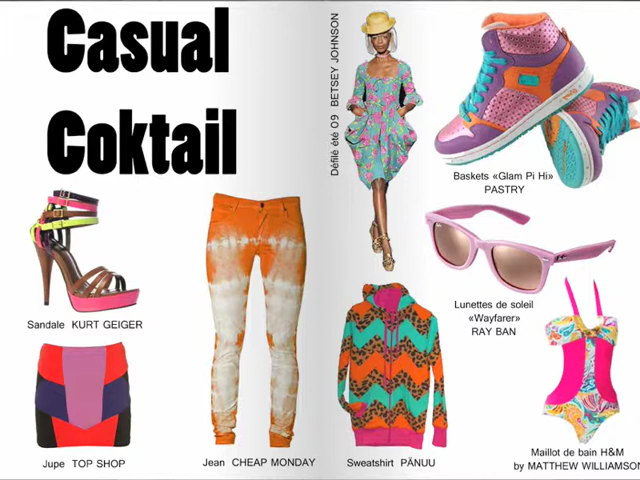 Casual
Coktail
Défilé été 09 BETSEY JOHNSON
Baskets «Glam Pi Hi»
PASTRY
Sandale KURT GEIGER
Lunettes de soleil
«Wayfarer»
RAY BAN
Jupe TOP SHOP
Jean CHEAP MONDAY
Sweatshirt PÄNUU
Maillot de bain H&M
by MATTHEW WILLIAMSON